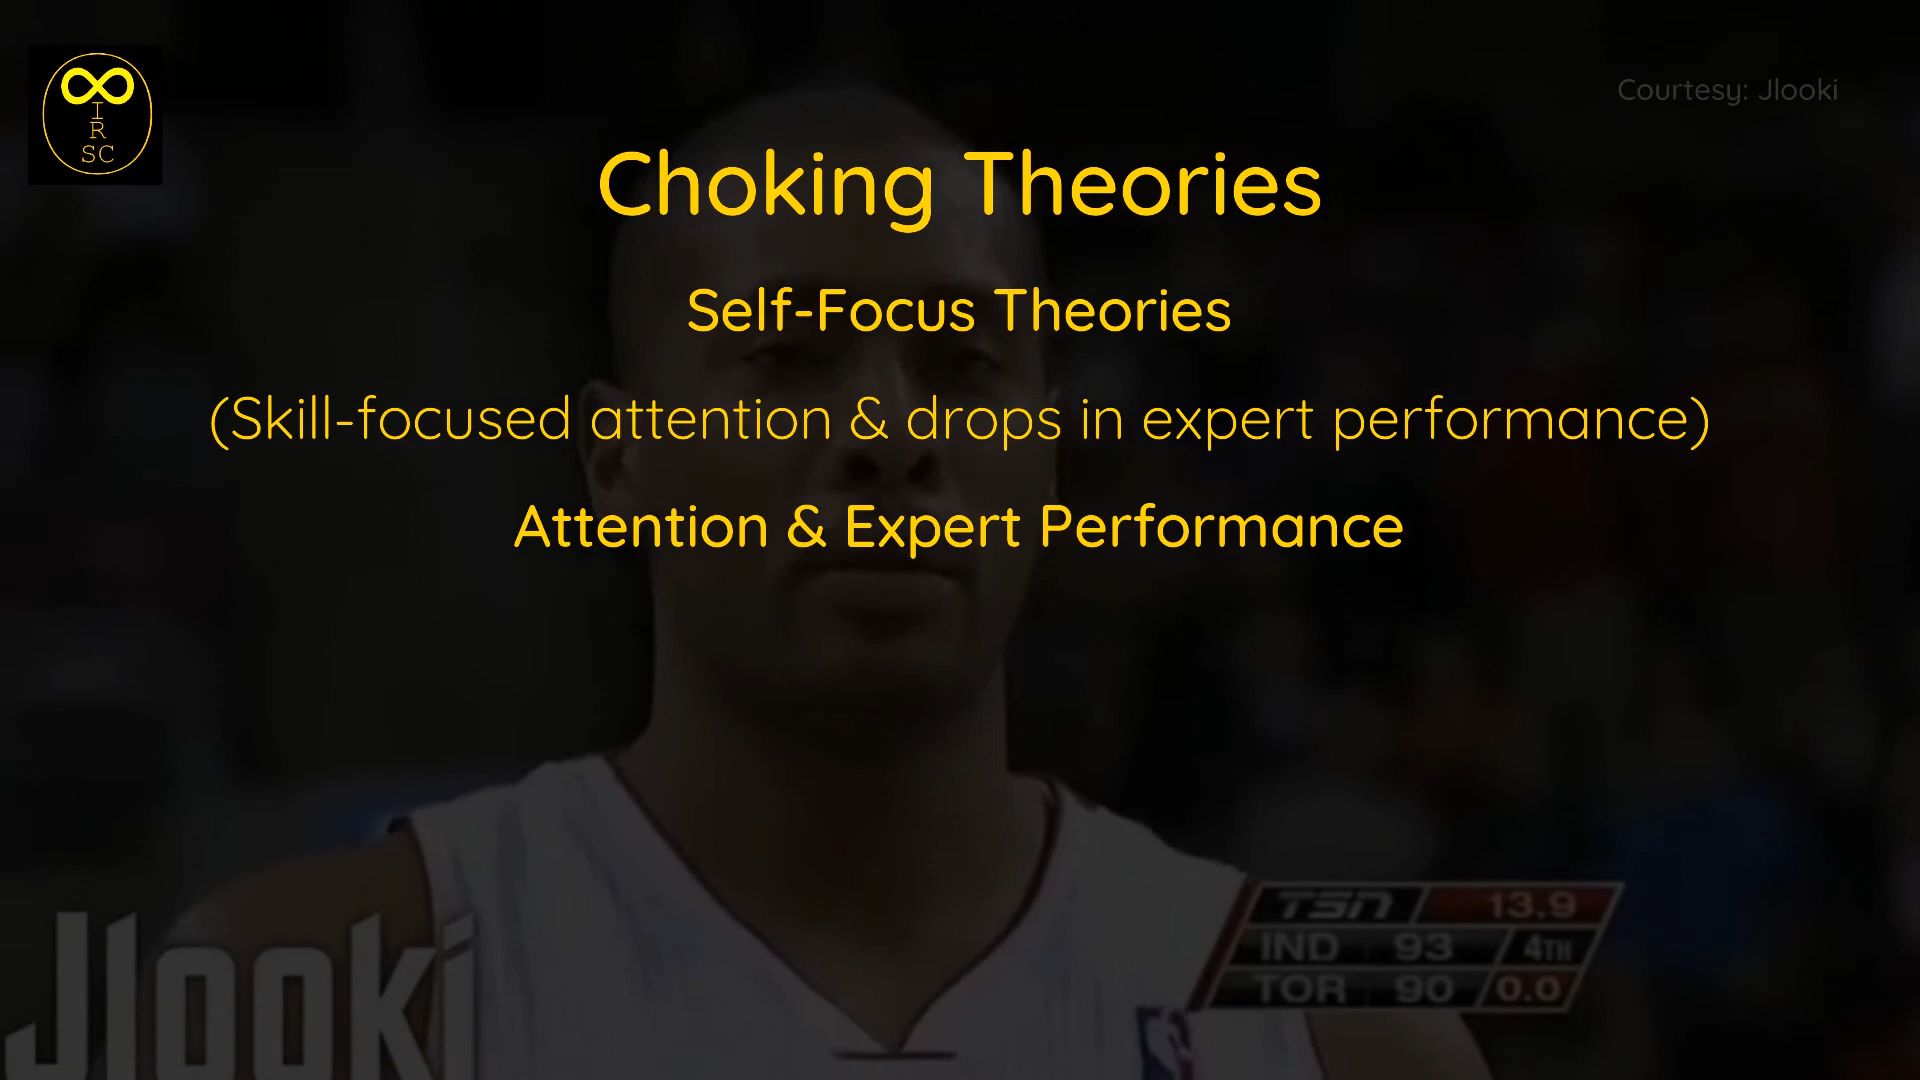 ∞
I
R
SC
Courtesy: Jlooki
Choking Theories
Self-Focus Theories
(Skill-focused attention & drops in expert performance)
Attention & Expert Performance
Jlooki
TSN 13.9
IND 93 4TH
TOR 90 0.0